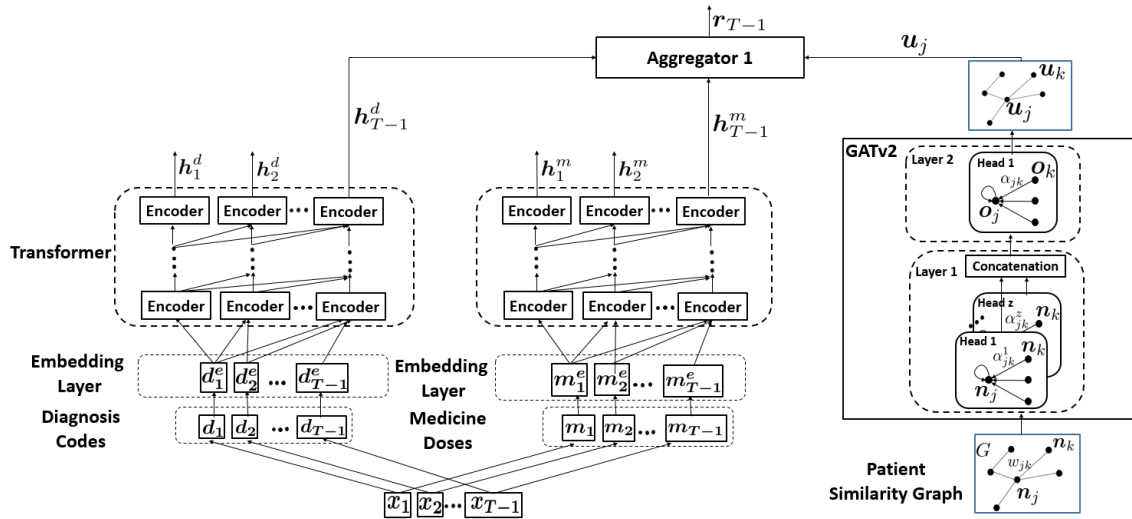 r_{T-1}
Aggregator 1
u_j
u_k
u_j
h^d_{T-1}
h^m_{T-1}
GATv2
Layer 2
Head 1
α_{jk}
o_k
o_j
h^d_1
h^d_2
h^m_1
h^m_2
Transformer
Encoder Encoder ... Encoder
Encoder Encoder ... Encoder
Encoder Encoder ... Encoder
Encoder Encoder ... Encoder
Layer 1
Concatenation
Head z
n_k
α^z_{jk}
Head 1
n_k
α^1_{jk}
n_j
Embedding
Layer
d^e_1 d^e_2 ... d^e_{T-1}
Embedding
Layer
m^e_1 m^e_2 ... m^e_{T-1}
Diagnosis
Codes
d_1 d_2 ... d_{T-1}
Medicine
Doses
m_1 m_2 ... m_{T-1}
x_1 x_2 ... x_{T-1}
Patient
Similarity Graph
G
w_{jk}
n_k
n_j